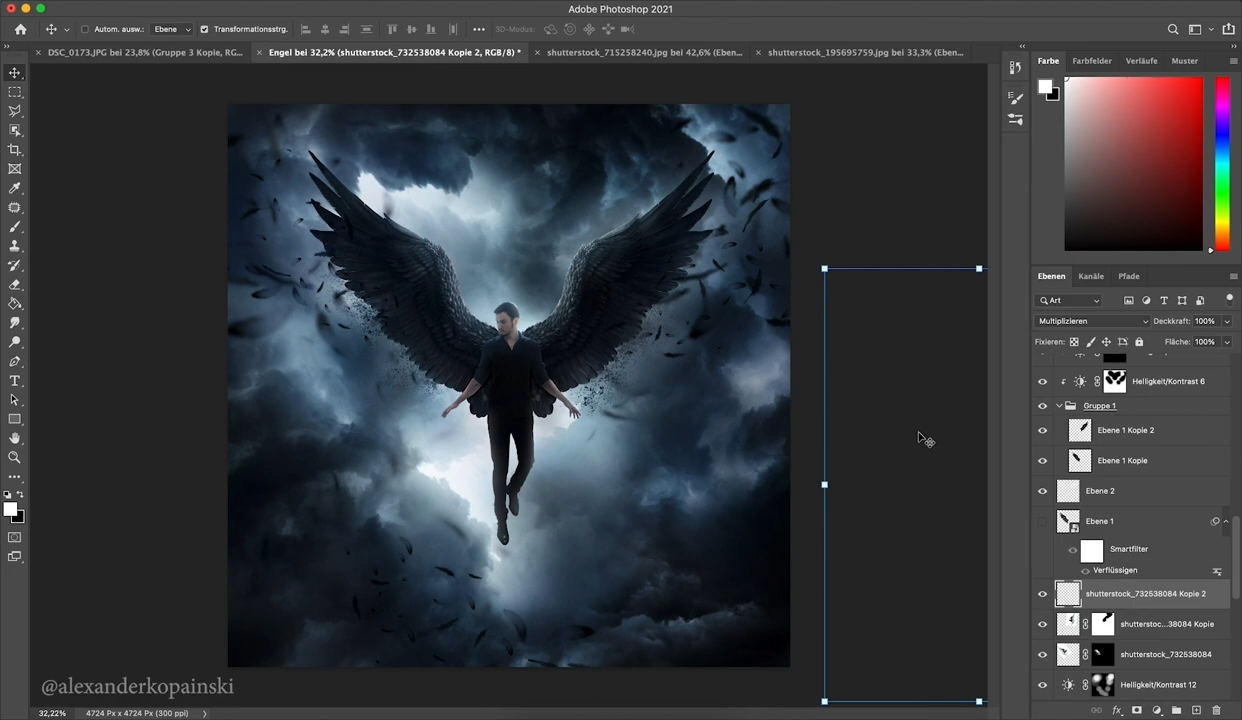 Adobe Photoshop 2021
Autom. ausw.: Ebene Transformationsstrg. 3D-Modus:
DSC_0173.JPG bei 23,8% (Gruppe 3 Kopie, RG... Engel bei 32,2% (shutterstock_732538084 Kopie 2, RGB/8) * shutterstock_715258240.jpg bei 42,6% (Eben... shutterstock_195695759.jpg bei 33,3% (Eben...
Farbe Farbfelder Verläufe Muster
Ebenen Kanäle Pfade
Art
Multiplizieren Deckkraft: 100%
Fixieren: Fläche: 100%
Helligkeit/Kontrast 6
Gruppe 1
Ebene 1 Kopie 2
Ebene 1 Kopie
Ebene 2
Ebene 1
Smartfilter
Verflüssigen
shutterstock_732538084 Kopie 2
shutterstoc...38084 Kopie
shutterstock_732538084
Helligkeit/Kontrast 12
@alexanderkopainski
32,22% 4724 Px x 4724 Px (300 ppi)
fx